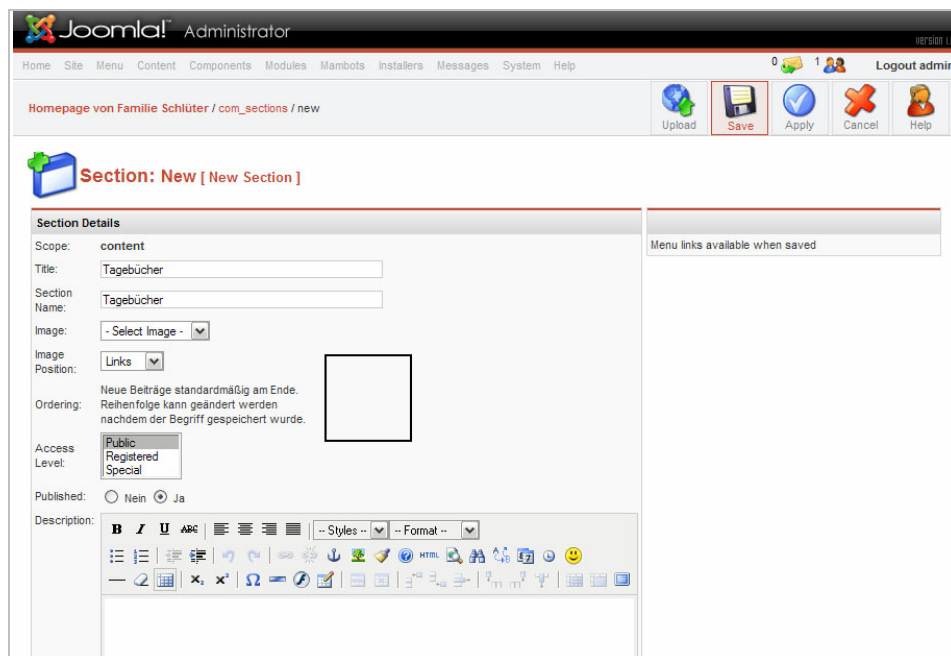 Joomla! Administrator
version 1.
Home Site Menu Content Components Modules Mambots Installers Messages System Help
0 1 Logout admin
Homepage von Familie Schlüter / com_sections / new
Upload Save Apply Cancel Help
Section: New [ New Section ]
Section Details
Scope: content
Menu links available when saved
Title: Tagebücher
Section
Name: Tagebücher
Image: - Select Image -
Image
Position: Links
Ordering: Neue Beiträge standardmäßig am Ende.
Reihenfolge kann geändert werden
nachdem der Begriff gespeichert wurde.
Access
Level: Public
Registered
Special
Published: Nein Ja
Description:
B I U ABC -- Styles -- -- Format --
HTML